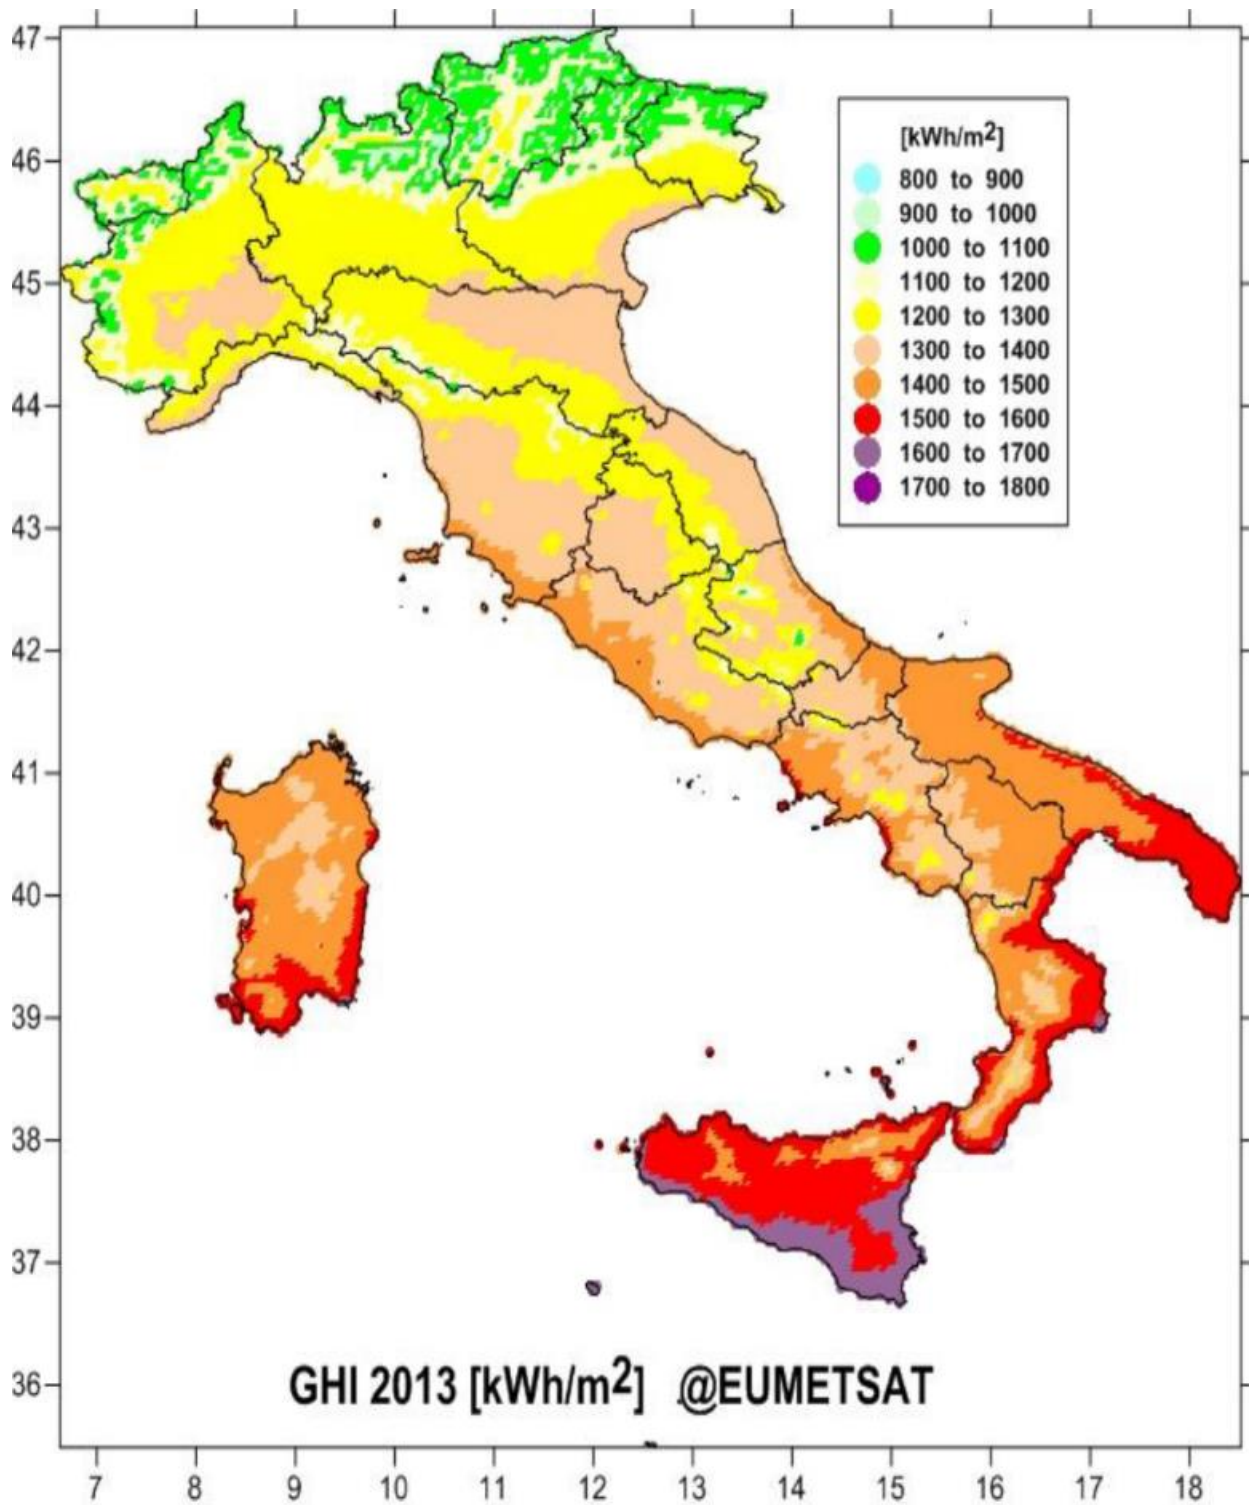 47
46
45
44
43
42
41
40
39
38
37
36
[kWh/m²]
800 to 900
900 to 1000
1000 to 1100
1100 to 1200
1200 to 1300
1300 to 1400
1400 to 1500
1500 to 1600
1600 to 1700
1700 to 1800
GHI 2013 [kWh/m²] @EUMETSAT
7 8 9 10 11 12 13 14 15 16 17 18